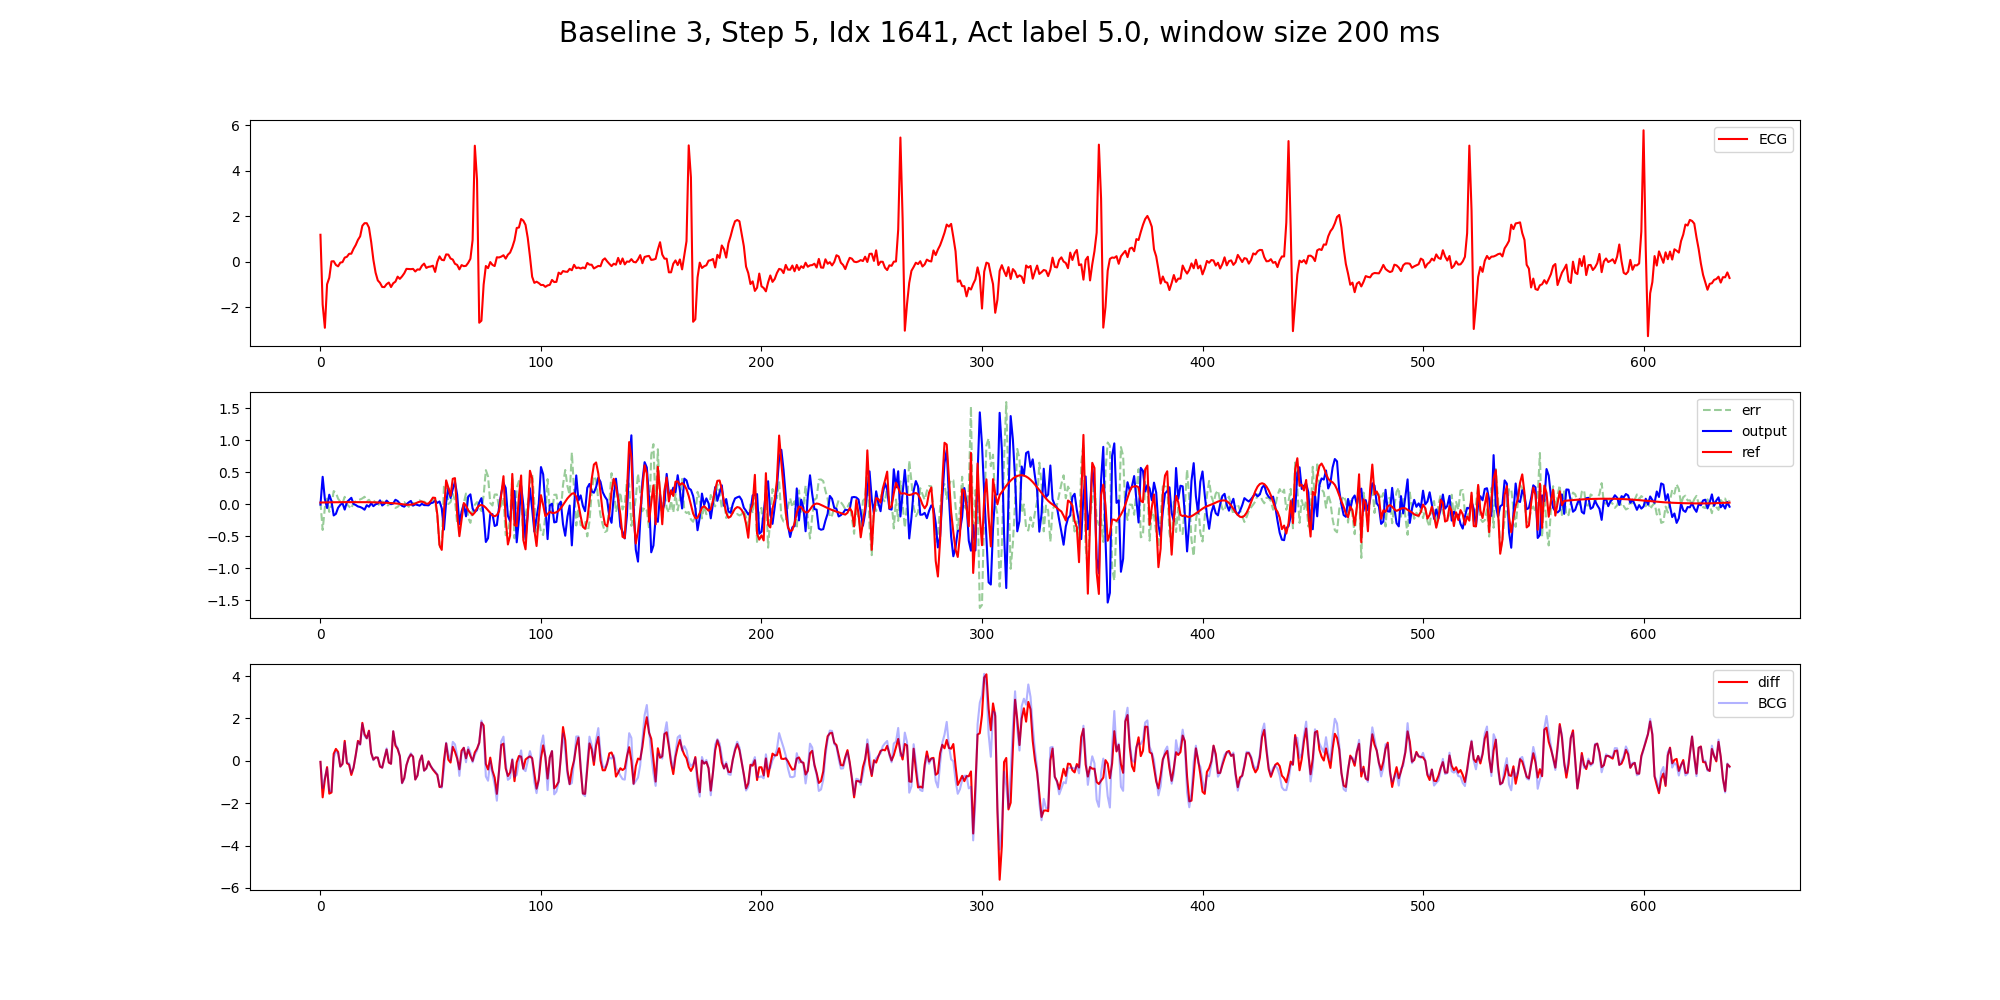 Baseline 3, Step 5, Idx 1641, Act label 5.0, window size 200 ms
6
4
2
0
−2
ECG
0 100 200 300 400 500 600
1.5
1.0
0.5
0.0
−0.5
−1.0
−1.5
err
output
ref
0 100 200 300 400 500 600
4
2
0
−2
−4
−6
diff
BCG
0 100 200 300 400 500 600